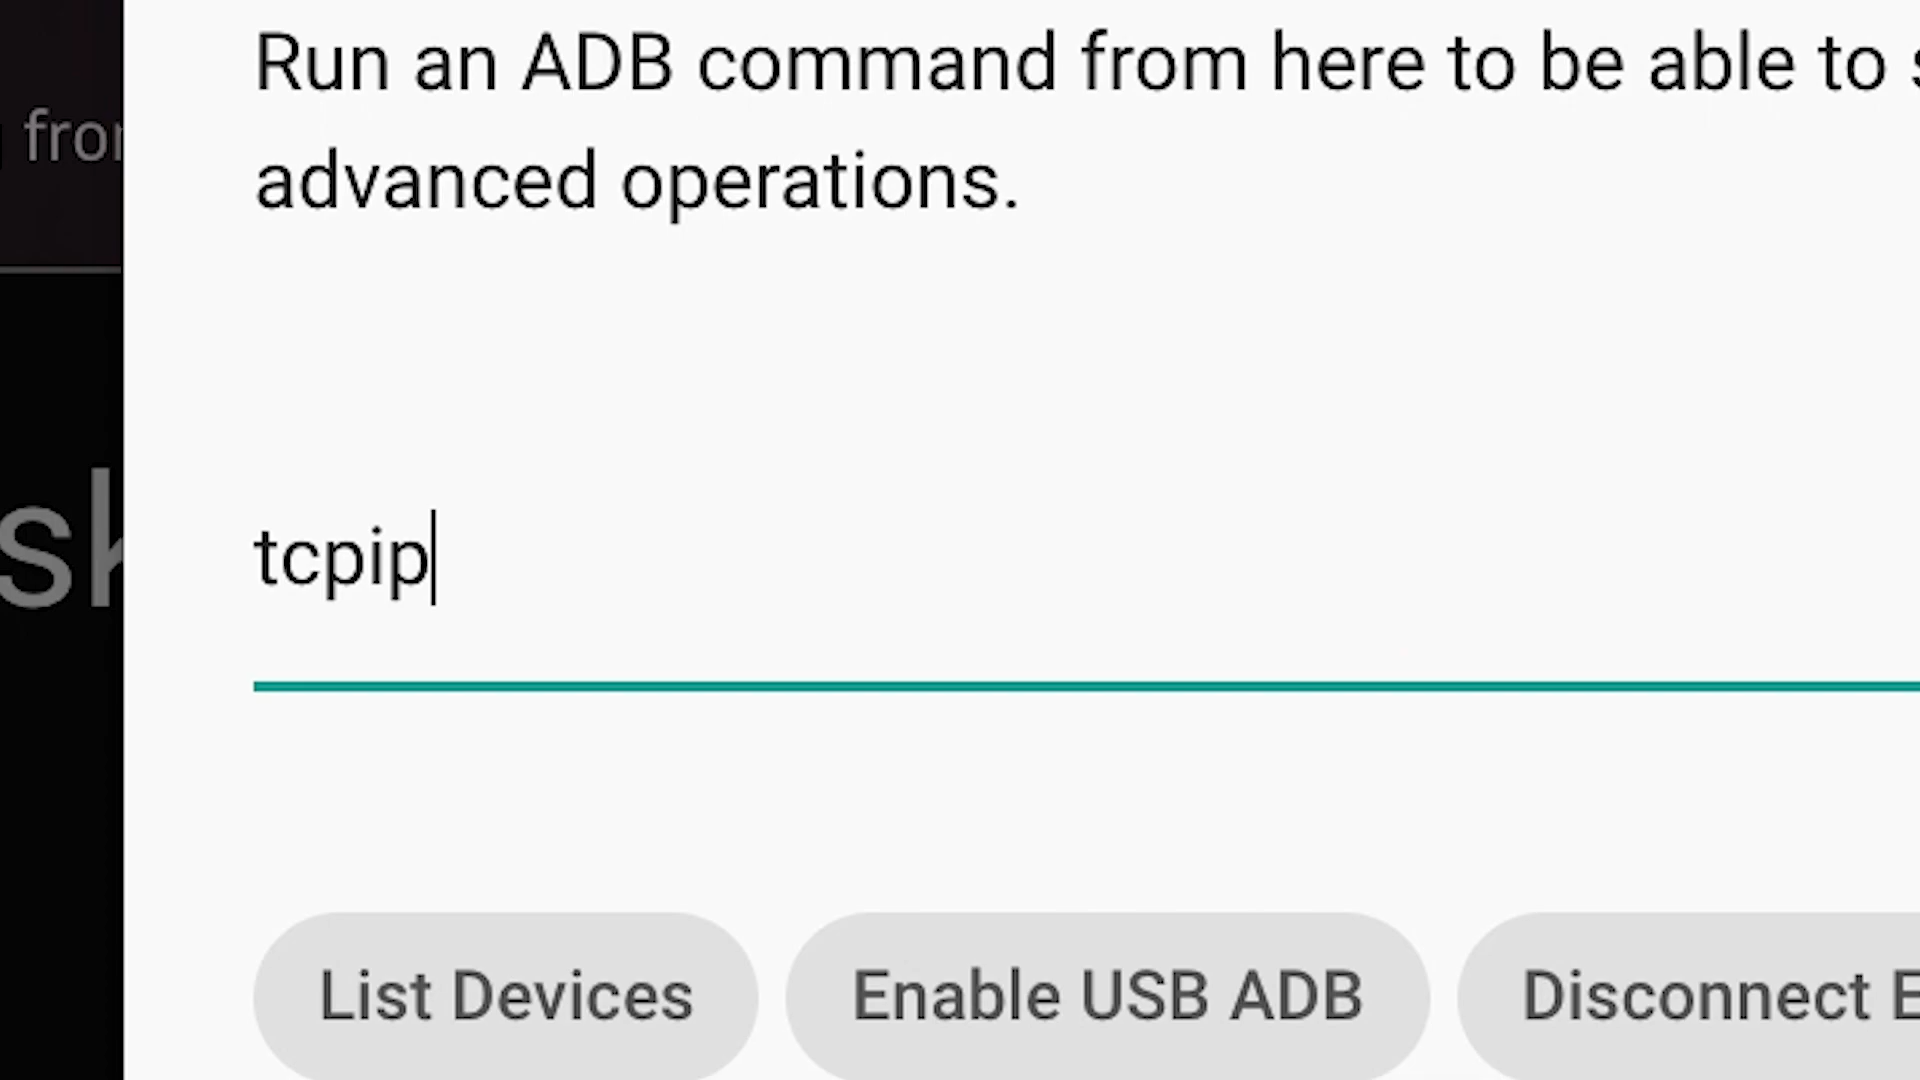 Run an ADB command from here to be able to
advanced operations.
tcpip
List Devices Enable USB ADB Disconnect